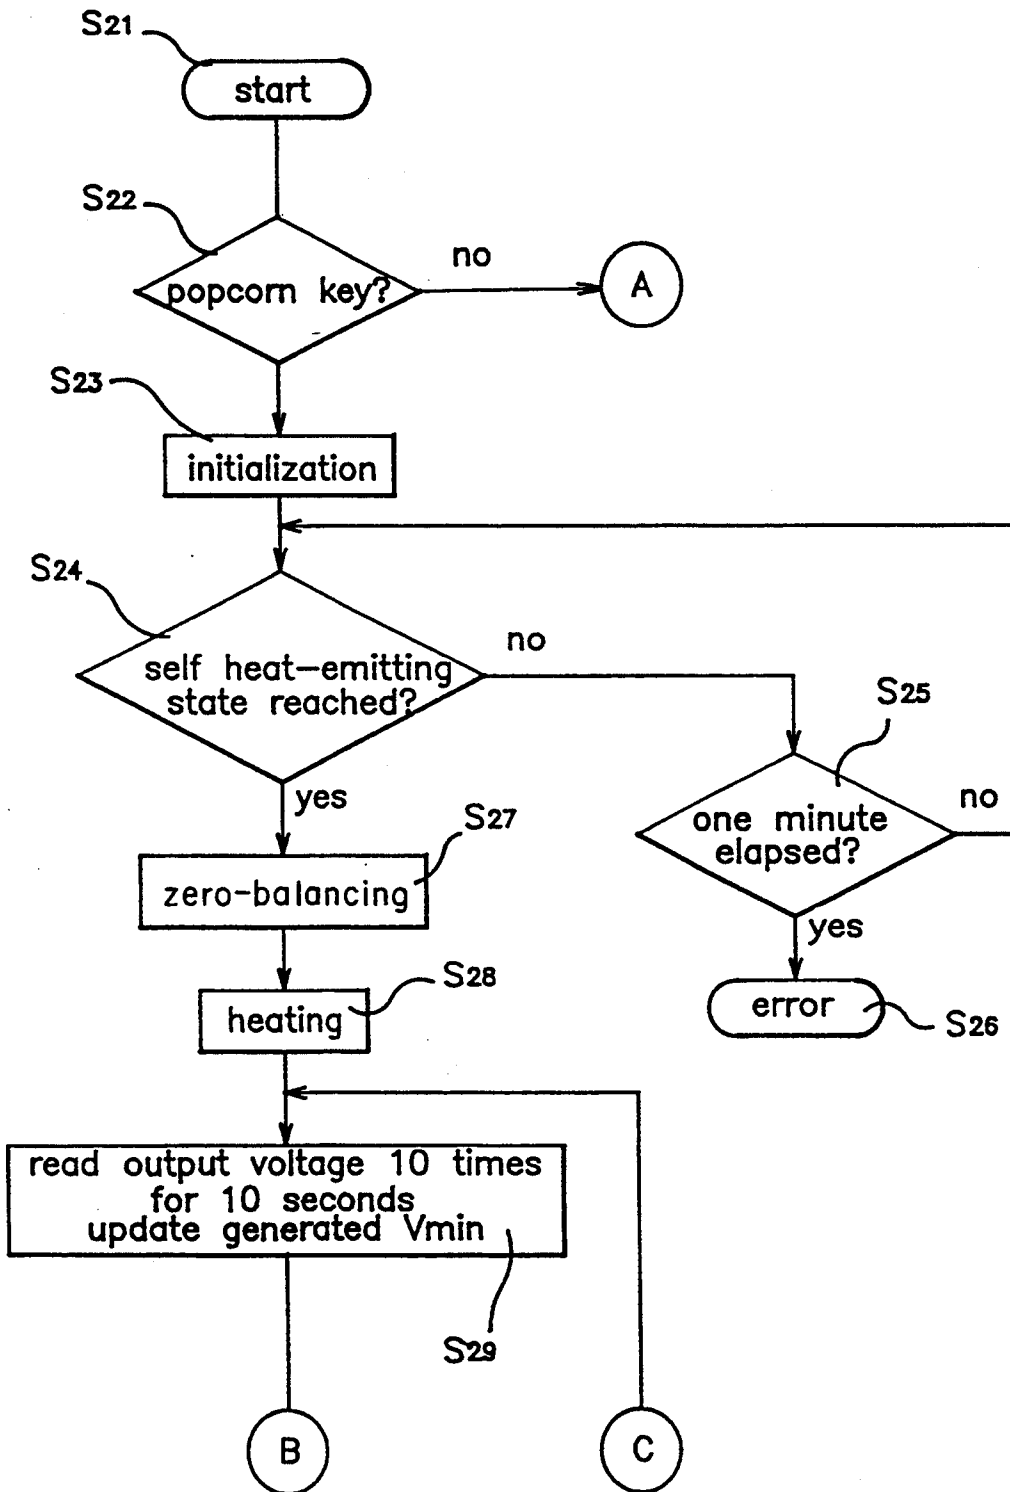 S21
start
S22
popcorn key?
no
A
S23
initialization
S24
self heat-emitting
state reached?
no
S25
one minute
elapsed?
no
yes
yes
S27
zero-balancing
error
S26
S28
heating
read output voltage 10 times
for 10 seconds
update generated Vmin
S29
B
C